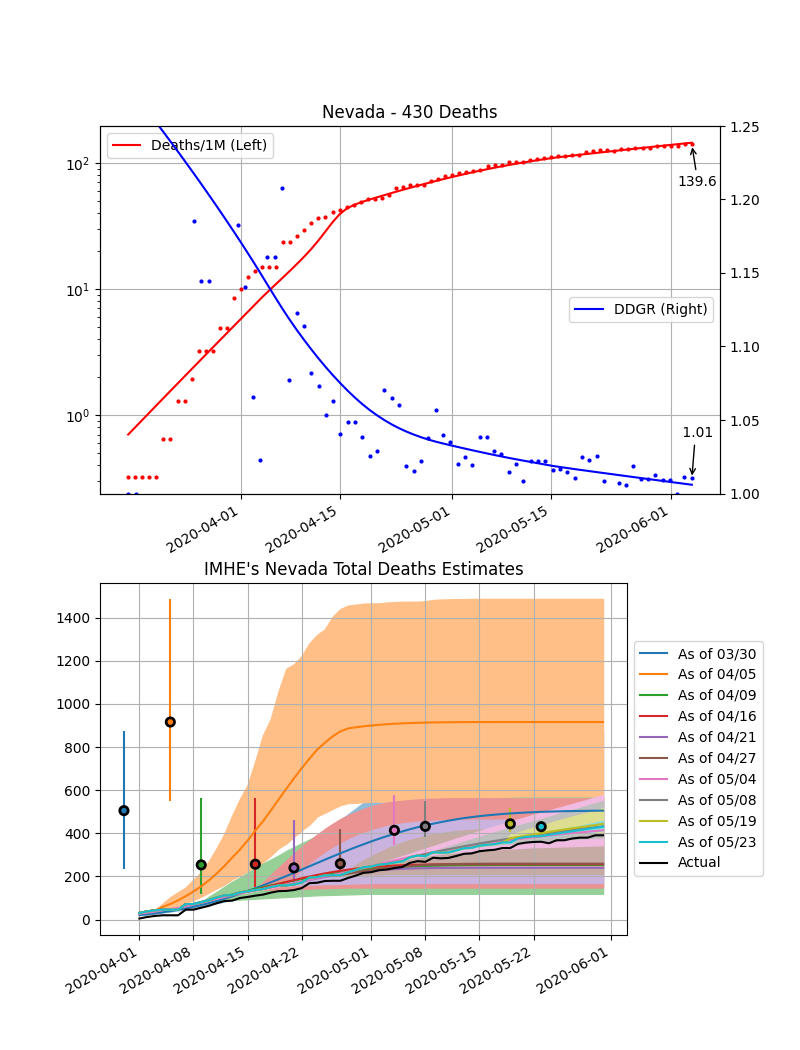 Nevada - 430 Deaths
Deaths/1M (Left)
DDGR (Right)
10²
10¹
10⁰
1.25
1.20
1.15
1.10
1.05
1.00
139.6
1.01
2020-04-01
2020-04-15
2020-05-01
2020-05-15
2020-06-01
IMHE's Nevada Total Deaths Estimates
1400
1200
1000
800
600
400
200
0
2020-04-01
2020-04-08
2020-04-15
2020-04-22
2020-05-01
2020-05-08
2020-05-15
2020-05-22
2020-06-01
As of 03/30
As of 04/05
As of 04/09
As of 04/16
As of 04/21
As of 04/27
As of 05/04
As of 05/08
As of 05/19
As of 05/23
Actual